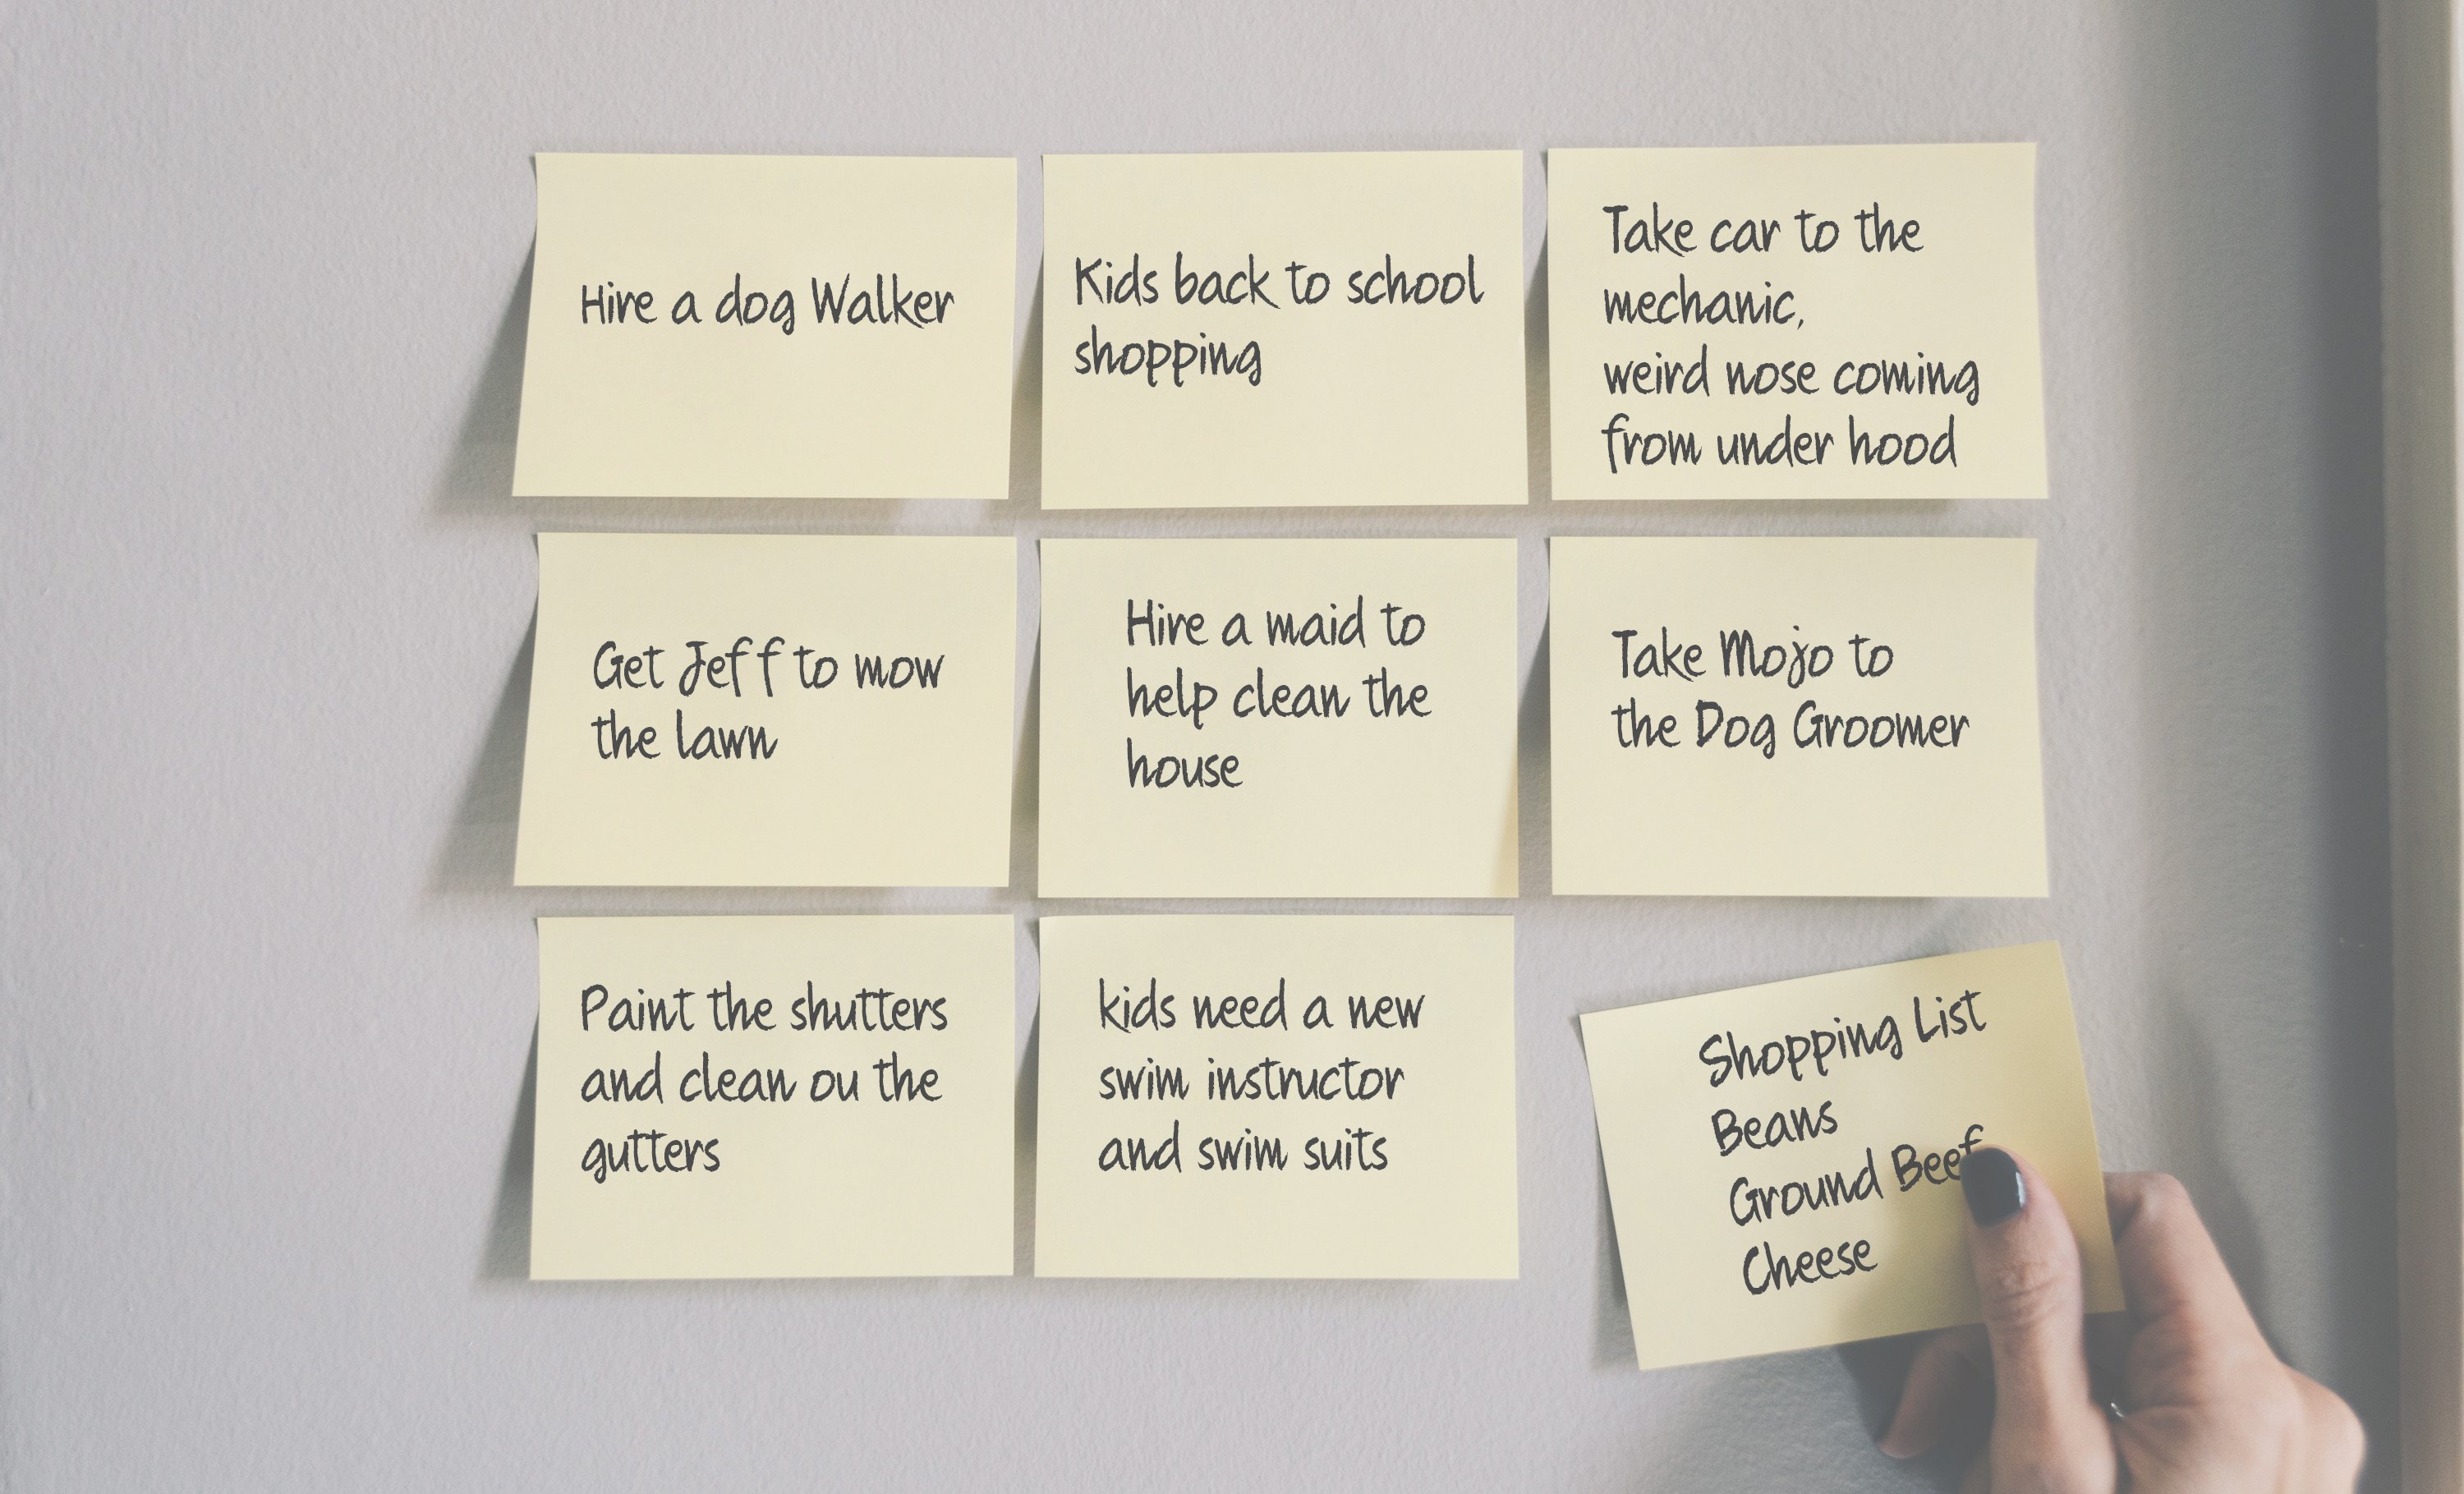 Hire a dog Walker
Kids back to school
shopping
Take car to the
mechanic,
weird nose coming
from under hood
Get Jeff to mow
the lawn
Hire a maid to
help clean the
house
Take Mojo to
the Dog Groomer
Paint the shutters
and clean ou the
gutters
kids need a new
swim instructor
and swim suits
Shopping List
Beans
Ground Beef
Cheese